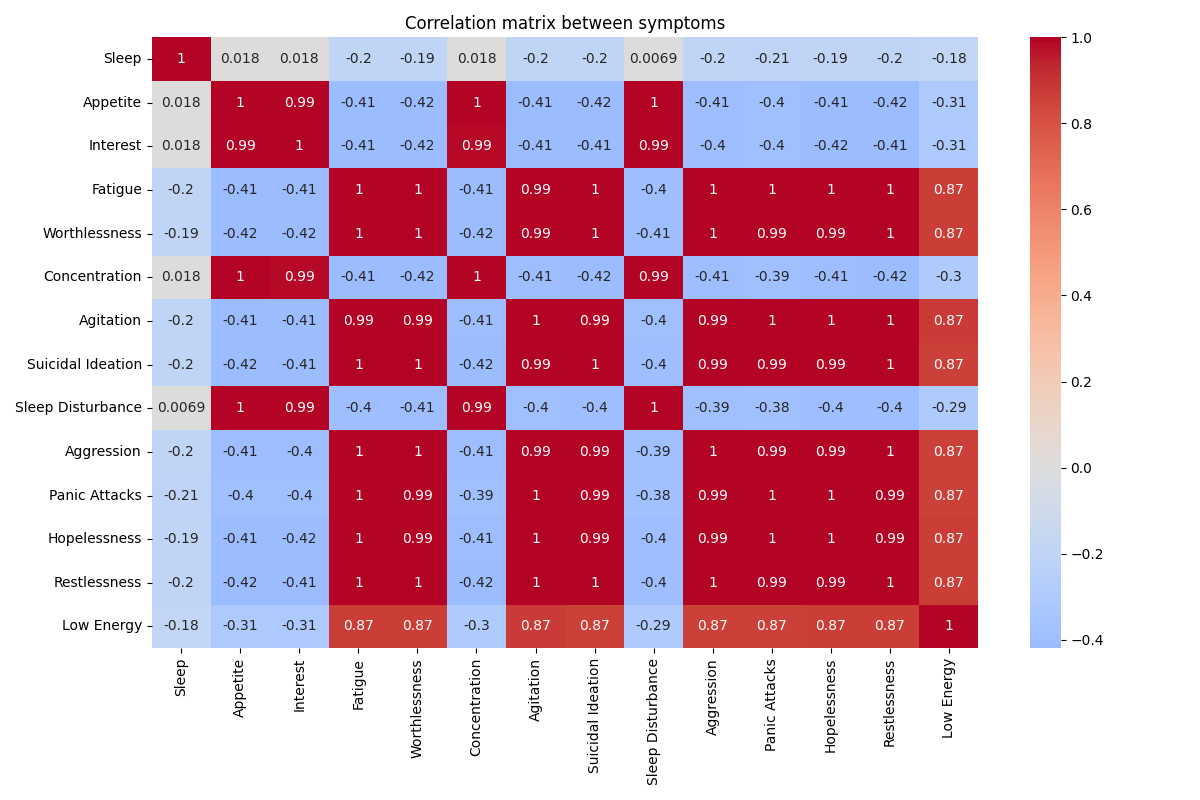 Correlation matrix between symptoms
Sleep 1 0.018 0.018 -0.2 -0.19 0.018 -0.2 -0.2 0.0069 -0.2 -0.21 -0.19 -0.2 -0.18
Appetite 0.018 1 0.99 -0.41 -0.42 1 -0.41 -0.42 1 -0.41 -0.4 -0.41 -0.42 -0.31
Interest 0.018 0.99 1 -0.41 -0.42 0.99 -0.41 -0.41 0.99 -0.4 -0.4 -0.42 -0.41 -0.31
Fatigue -0.2 -0.41 -0.41 1 1 -0.41 0.99 1 -0.4 1 1 1 1 0.87
Worthlessness -0.19 -0.42 -0.42 1 1 -0.42 0.99 1 -0.41 1 0.99 0.99 1 0.87
Concentration 0.018 1 0.99 -0.41 -0.42 1 -0.41 -0.42 0.99 -0.41 -0.39 -0.41 -0.42 -0.3
Agitation -0.2 -0.41 -0.41 0.99 0.99 -0.41 1 0.99 -0.4 0.99 1 1 1 0.87
Suicidal Ideation -0.2 -0.42 -0.41 1 1 -0.42 0.99 1 -0.4 0.99 0.99 0.99 1 0.87
Sleep Disturbance 0.0069 1 0.99 -0.4 -0.41 0.99 -0.4 -0.4 1 -0.39 -0.38 -0.4 -0.4 -0.29
Aggression -0.2 -0.41 -0.4 1 1 -0.41 0.99 0.99 -0.39 1 0.99 0.99 1 0.87
Panic Attacks -0.21 -0.4 -0.4 1 0.99 -0.39 1 0.99 -0.38 0.99 1 1 0.99 0.87
Hopelessness -0.19 -0.41 -0.42 1 0.99 -0.41 1 0.99 -0.4 0.99 1 1 0.99 0.87
Restlessness -0.2 -0.42 -0.41 1 1 -0.42 1 1 -0.4 1 0.99 0.99 1 0.87
Low Energy -0.18 -0.31 -0.31 0.87 0.87 -0.3 0.87 0.87 -0.29 0.87 0.87 0.87 0.87 1
Sleep
Appetite
Interest
Fatigue
Worthlessness
Concentration
Agitation
Suicidal Ideation
Sleep Disturbance
Aggression
Panic Attacks
Hopelessness
Restlessness
Low Energy
1.0
0.8
0.6
0.4
0.2
0.0
−0.2
−0.4